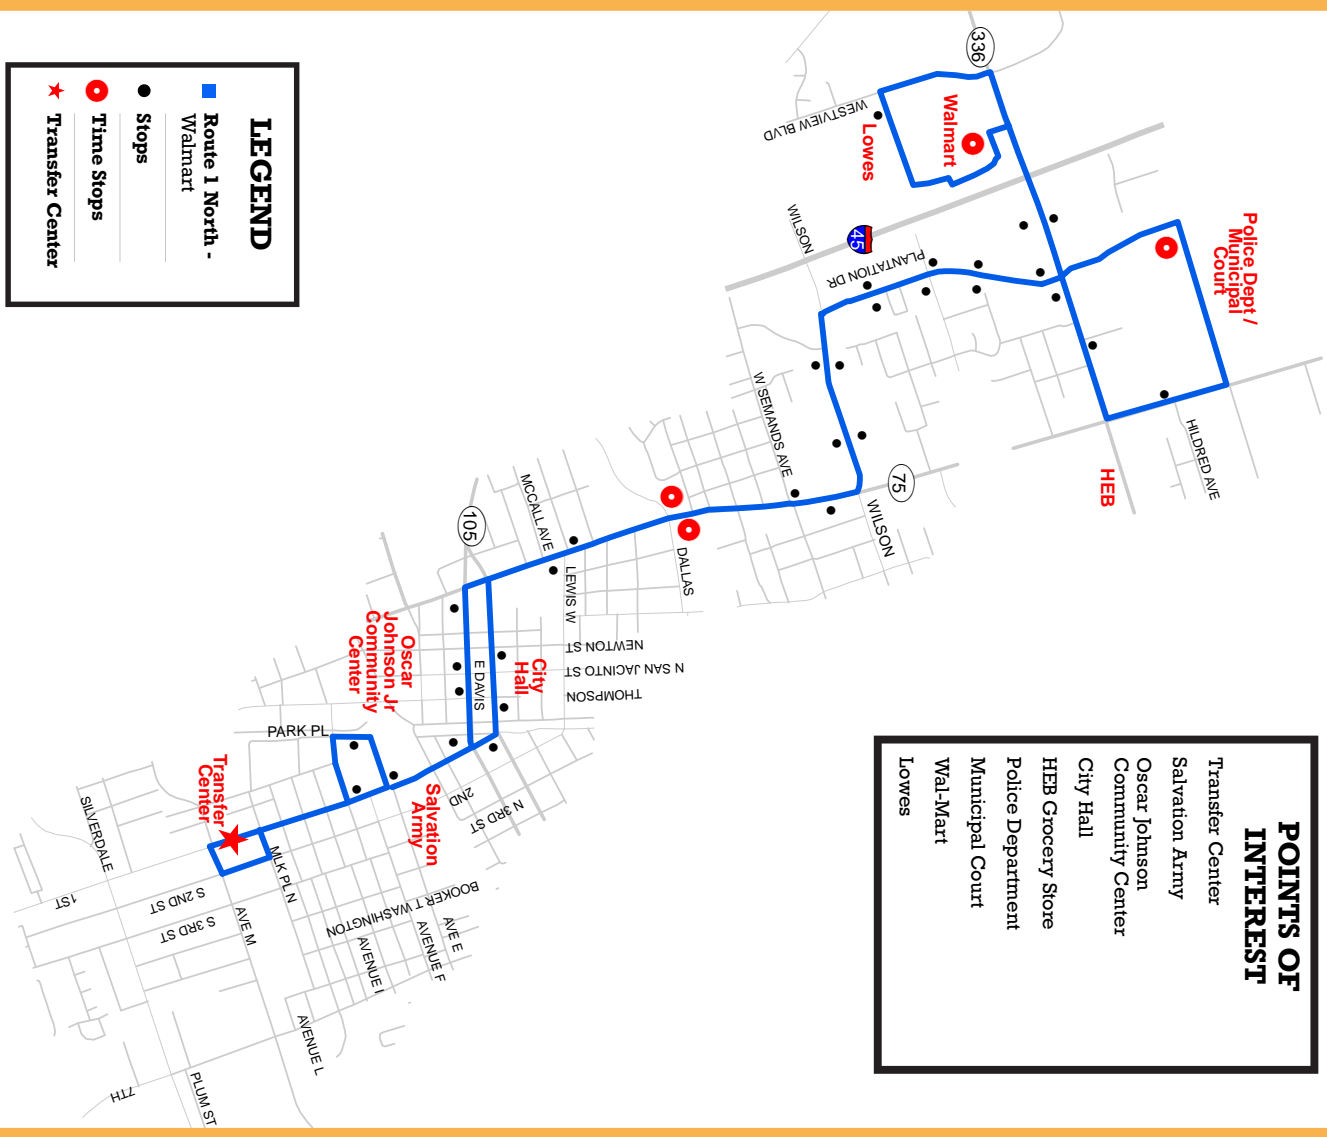 LEGEND
Route 1 North -
Walmart
Stops
Time Stops
Transfer Center
POINTS OF
INTEREST
Transfer Center
Salvation Army
Oscar Johnson
Community Center
City Hall
HEB Grocery Store
Police Department
Municipal Court
Wal-Mart
Lowes
336
Walmart
Lowes
WESTVIEW BLVD
WILSON
45
PLANTATION DR
Police Dept /
Municipal
Court
HILDRED AVE
HEB
75
WILSON
W SEMANDS AVE
DALLAS
MCCALL AVE
LEWIS W
105
NEWTON ST
N SAN JACINTO ST
THOMPSON
City
Hall
E DAVIS
Oscar
Johnson Jr
Community
Center
PARK PL
Salvation
Army
2ND
N 3RD ST
Transfer
Center
SILVERDALE
MLK PL N
1ST
S 2ND ST
S 3RD ST
AVE M
BOOKER T WASHINGTON
AVE E
AVENUE F
AVENUE I
AVENUE L
7TH
PLUM ST